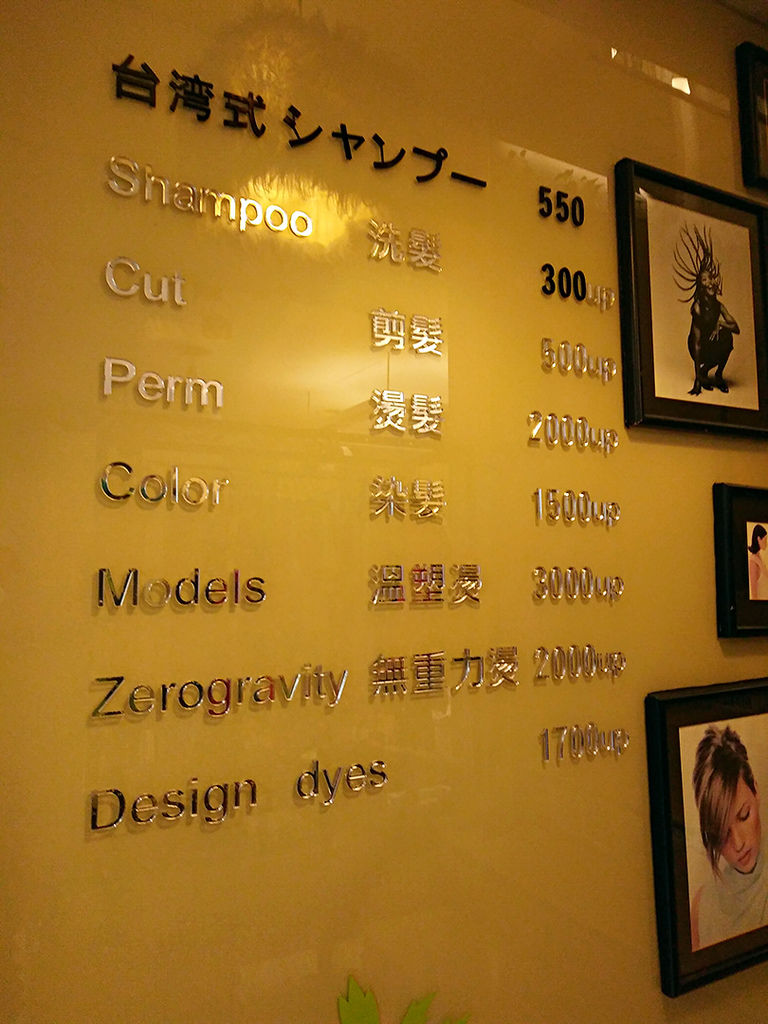 台湾式シャンプー 550
Shampoo 洗髮 300up
Cut 剪髮 500up
Perm 燙髮 2000up
Color 染髮 1500up
Models 溫塑燙 3000up
Zerogravity 無重力燙 2000up
Design dyes 1700up